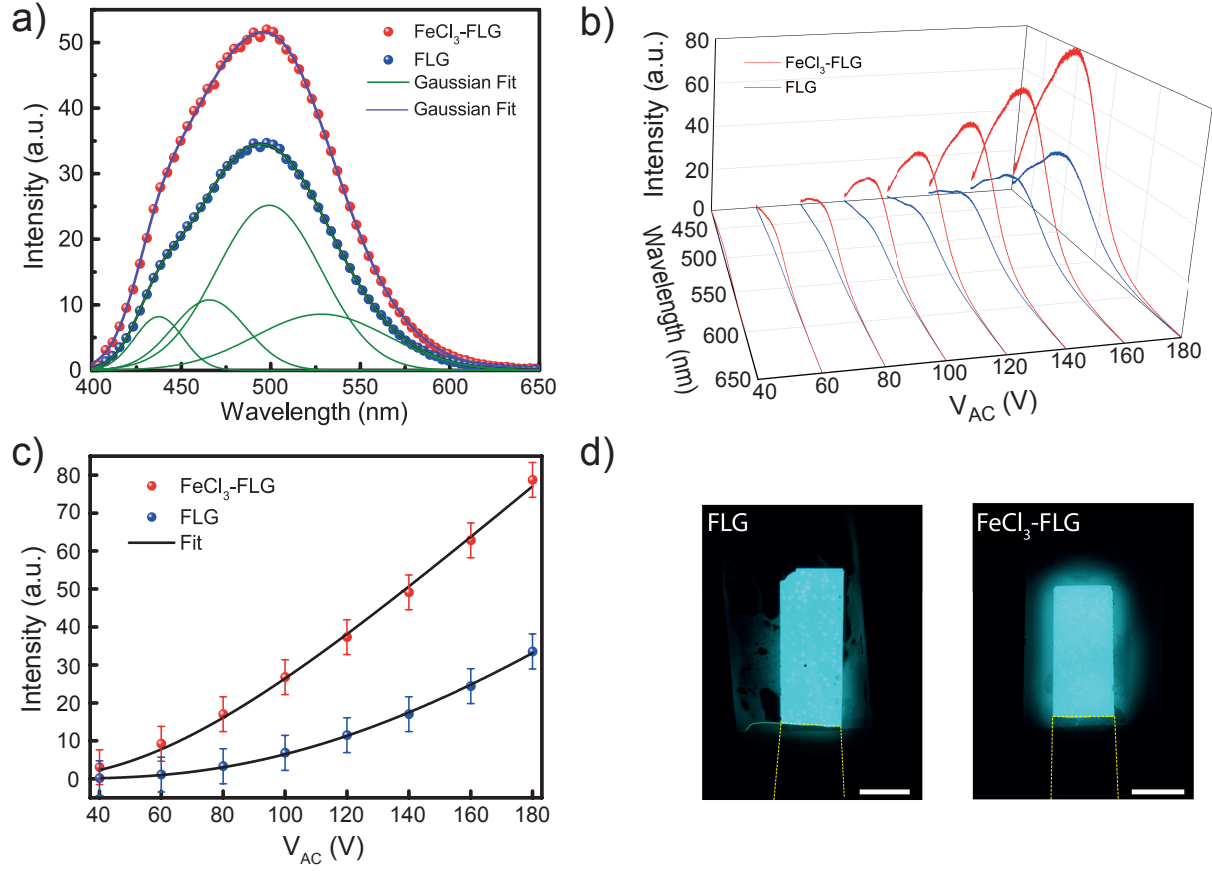 a)
50
40
30
20
10
0
Intensity (a.u.)
FeCl3-FLG
FLG
Gaussian Fit
Gaussian Fit
400 450 500 550 600 650
Wavelength (nm)
b)
80
60
40
20
0
Intensity (a.u.)
FeCl3-FLG
FLG
450
500
550
600
650
Wavelength (nm)
40 60 80 100 120 140 160 180
VAC (V)
c)
80
70
60
50
40
30
20
10
0
Intensity (a.u.)
FeCl3-FLG
FLG
Fit
40 60 80 100 120 140 160 180
VAC (V)
d)
FLG
FeCl3-FLG